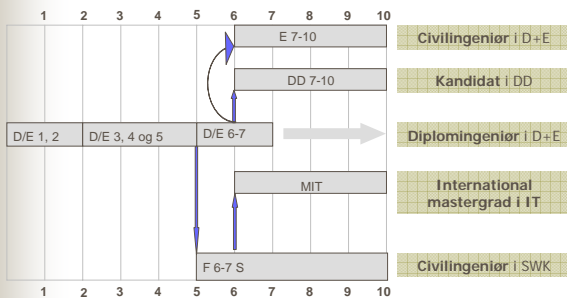 1 2 3 4 5 6 7 8 9 10
E 7-10
Civilingeniør i D+E
DD 7-10
Kandidat i DD
D/E 1, 2
D/E 3, 4 og 5
D/E 6-7
Diplomingeniør i D+E
MIT
International
mastergrad i IT
F 6-7 S
Civilingeniør i SWK
1 2 3 4 5 6 7 8 9 10